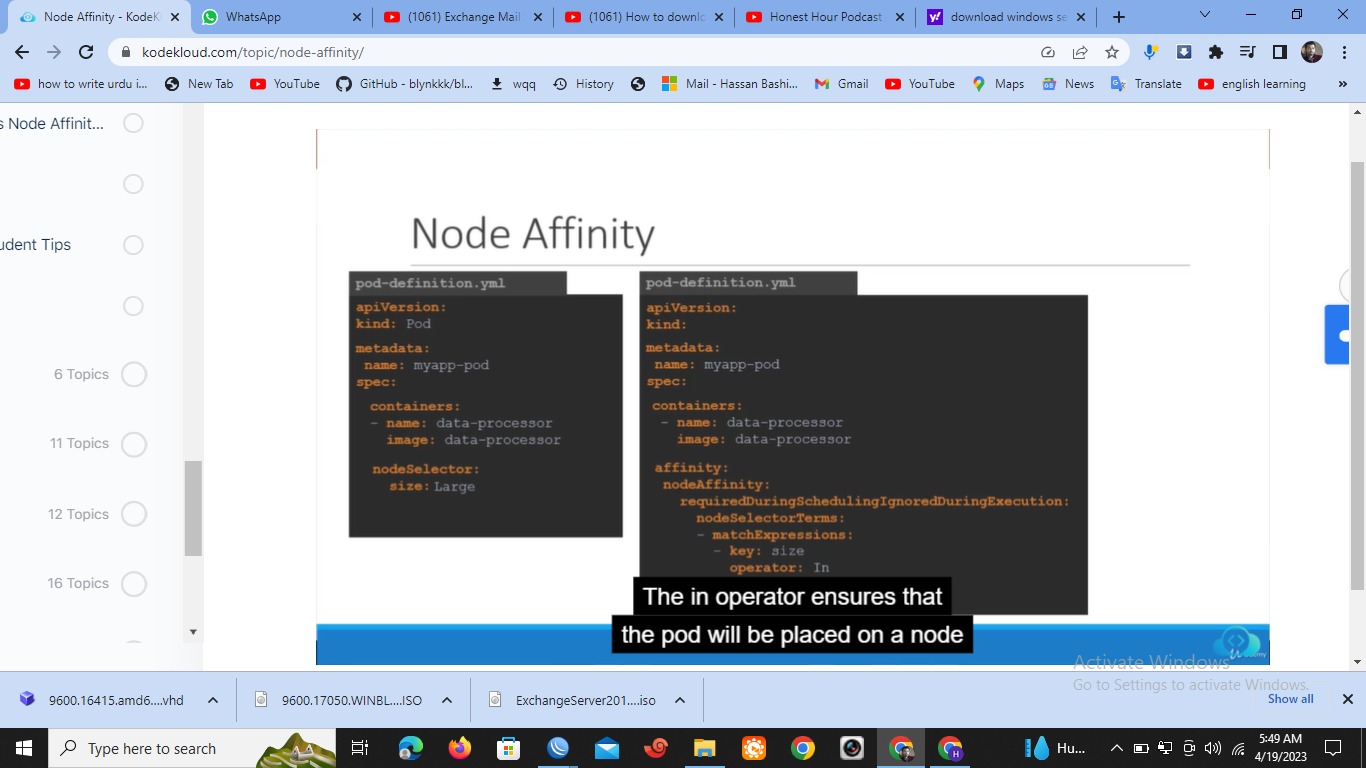 Node Affinity - KodeK
WhatsApp
(1061) Exchange Mail
(1061) How to downlo
Honest Hour Podcast
download windows se
kodekloud.com/topic/node-affinity/
how to write urdu i...
New Tab
YouTube
GitHub - blynkkk/bl...
wqq
History
Mail - Hassan Bashi...
Gmail
YouTube
Maps
News
Translate
english learning
»
s Node Affinit...
udent Tips
6 Topics
11 Topics
12 Topics
16 Topics
Node Affinity
pod-definition.yml
apiVersion:
kind: Pod
metadata:
name: myapp-pod
spec:
containers:
- name: data-processor
image: data-processor
nodeSelector:
size: Large
pod-definition.yml
apiVersion:
kind:
metadata:
name: myapp-pod
spec:
containers:
- name: data-processor
image: data-processor
affinity:
nodeAffinity:
requiredDuringSchedulingIgnoredDuringExecution:
nodeSelectorTerms:
- matchExpressions:
- key: size
operator: In
The in operator ensures that
the pod will be placed on a node
Activate Windows
Go to Settings to activate Windows.
9600.16415.amd6....vhd
9600.17050.WINBL....ISO
ExchangeServer201....iso
Show all
Type here to search
Hu...
5:49 AM
4/19/2023